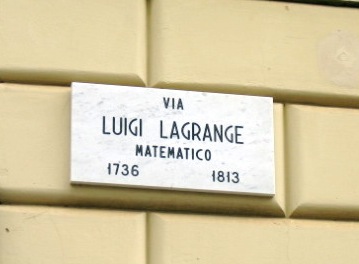 VIA
LUIGI LAGRANGE
MATEMATICO
1736 1813